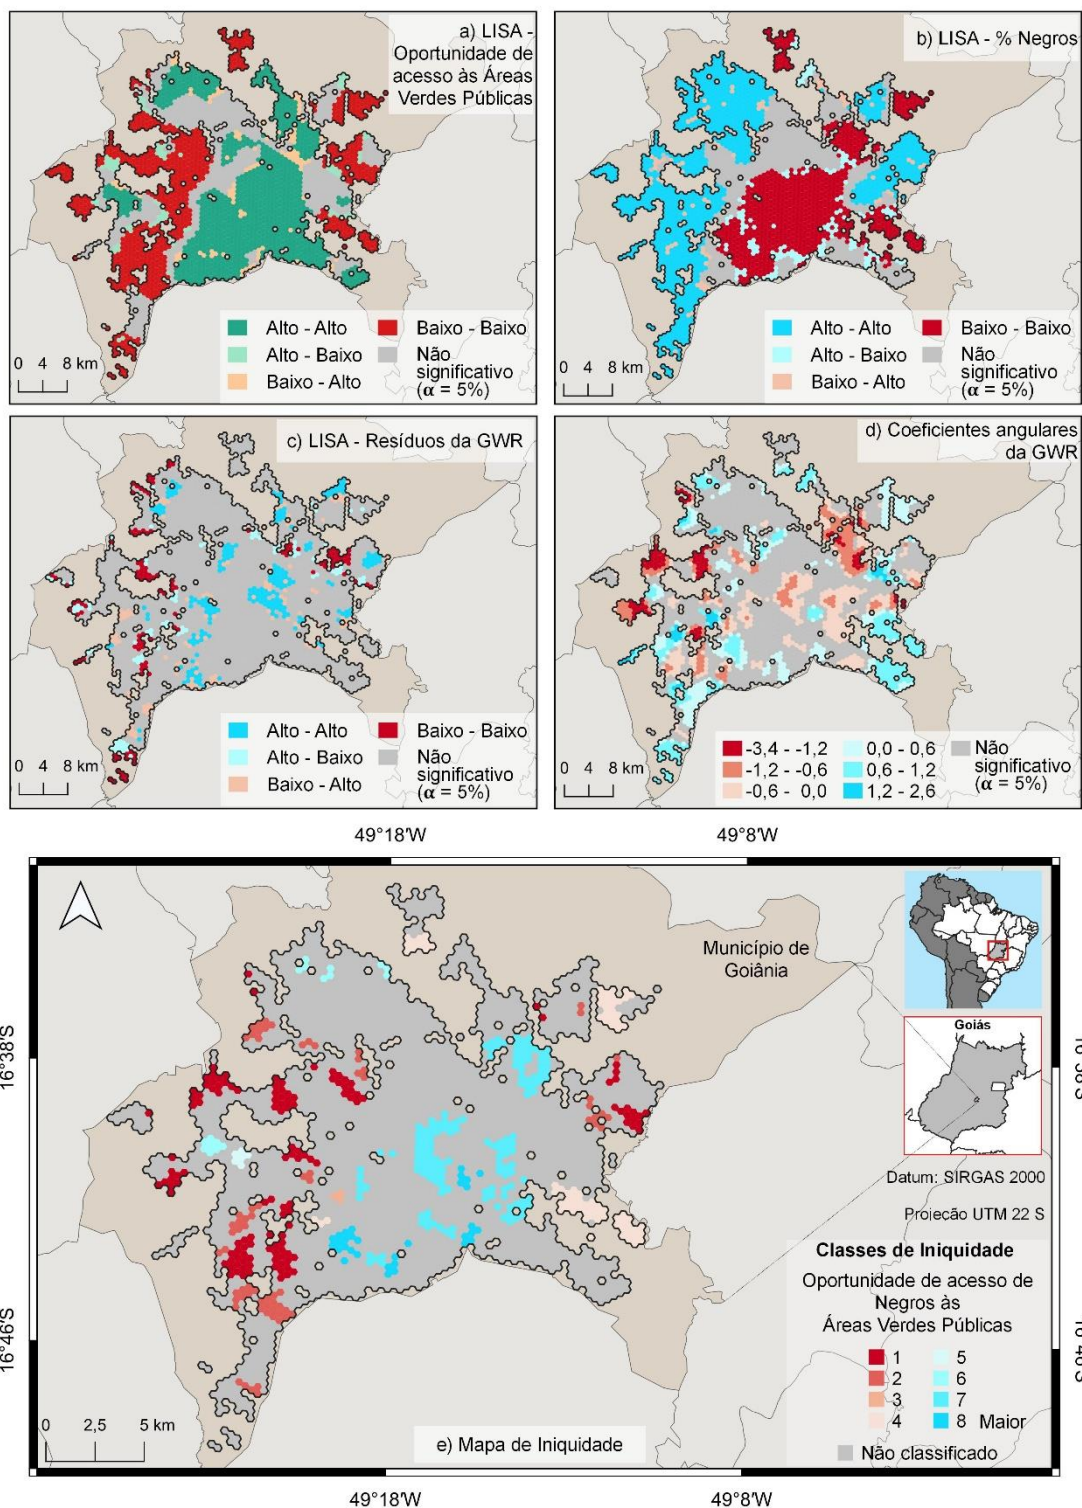 a) LISA -
Oportunidade de
acesso às Áreas
Verdes Públicas
Alto - Alto
Baixo - Baixo
Alto - Baixo
Não
significativo
(α = 5%)
Baixo - Alto
0 4 8 km
b) LISA - % Negros
Alto - Alto
Baixo - Baixo
Alto - Baixo
Não
significativo
(α = 5%)
Baixo - Alto
0 4 8 km
c) LISA - Resíduos da GWR
Alto - Alto
Baixo - Baixo
Alto - Baixo
Não
significativo
(α = 5%)
Baixo - Alto
0 4 8 km
d) Coeficientes angulares
da GWR
-3,4 - -1,2
0,0 - 0,6
Não
significativo
(α = 5%)
-1,2 - -0,6
0,6 - 1,2
-0,6 - 0,0
1,2 - 2,6
0 4 8 km
49°18'W
49°8'W
Município de
Goiânia
Goiás
16°38'S
16°46'S
Datum: SIRGAS 2000
Projecão UTM 22 S
Classes de Iniquidade
Oportunidade de acesso de
Negros às
Áreas Verdes Públicas
1 5
2 6
3 7
4 8 Maior
Não classificado
0 2,5 5 km
e) Mapa de Iniquidade
49°18'W
49°8'W